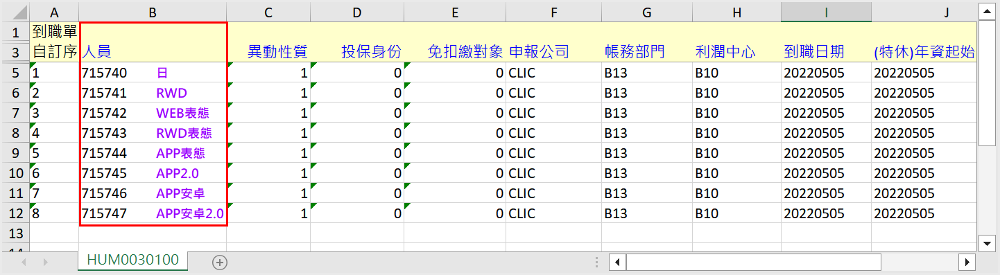 A B C D E F G H I J
1 到職單
3 自訂序 人員 異動性質 投保身份 免扣繳對象 申報公司 帳務部門 利潤中心 到職日期 (特休)年資起始
5 1 715740 日 1 0 0 CLIC B13 B10 20220505 20220505
6 2 715741 RWD 1 0 0 CLIC B13 B10 20220505 20220505
7 3 715742 WEB表態 1 0 0 CLIC B13 B10 20220505 20220505
8 4 715743 RWD表態 1 0 0 CLIC B13 B10 20220505 20220505
9 5 715744 APP表態 1 0 0 CLIC B13 B10 20220505 20220505
10 6 715745 APP2.0 1 0 0 CLIC B13 B10 20220505 20220505
11 7 715746 APP安卓 1 0 0 CLIC B13 B10 20220505 20220505
12 8 715747 APP安卓2.0 1 0 0 CLIC B13 B10 20220505 20220505
13
14
HUM0030100